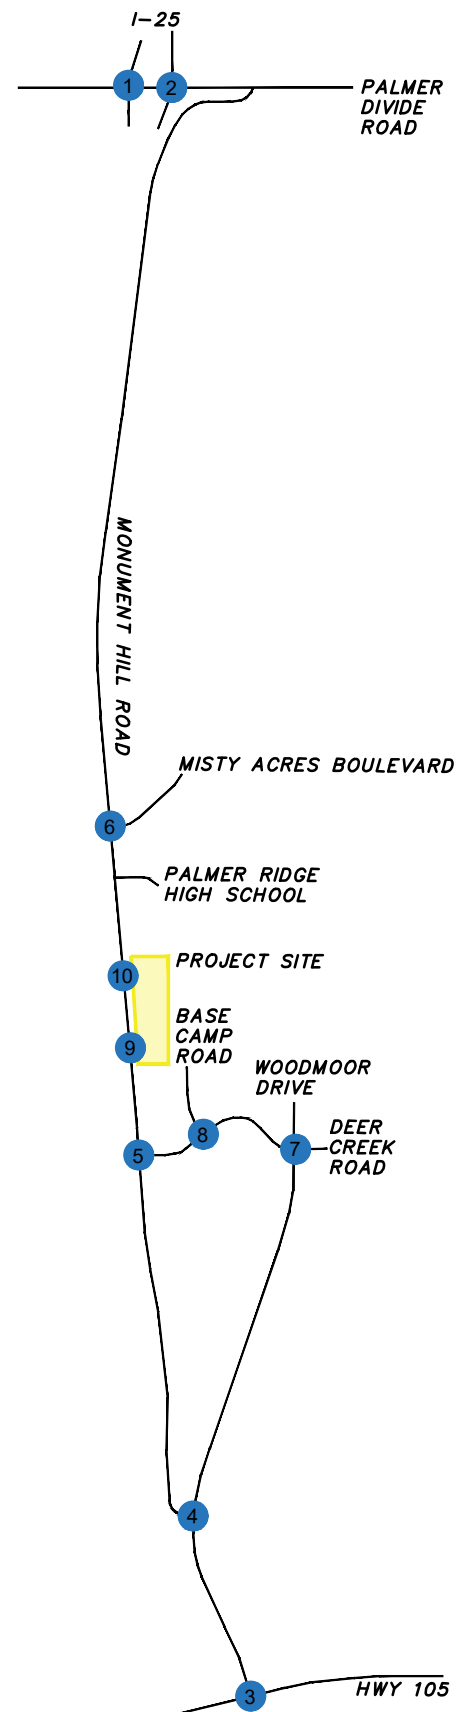 I-25
1
2
PALMER
DIVIDE
ROAD
MONUMENT HILL ROAD
MISTY ACRES BOULEVARD
6
PALMER RIDGE
HIGH SCHOOL
PROJECT SITE
10
BASE
CAMP
ROAD
9
WOODMOOR
DRIVE
8
DEER
CREEK
ROAD
7
5
4
HWY 105
3